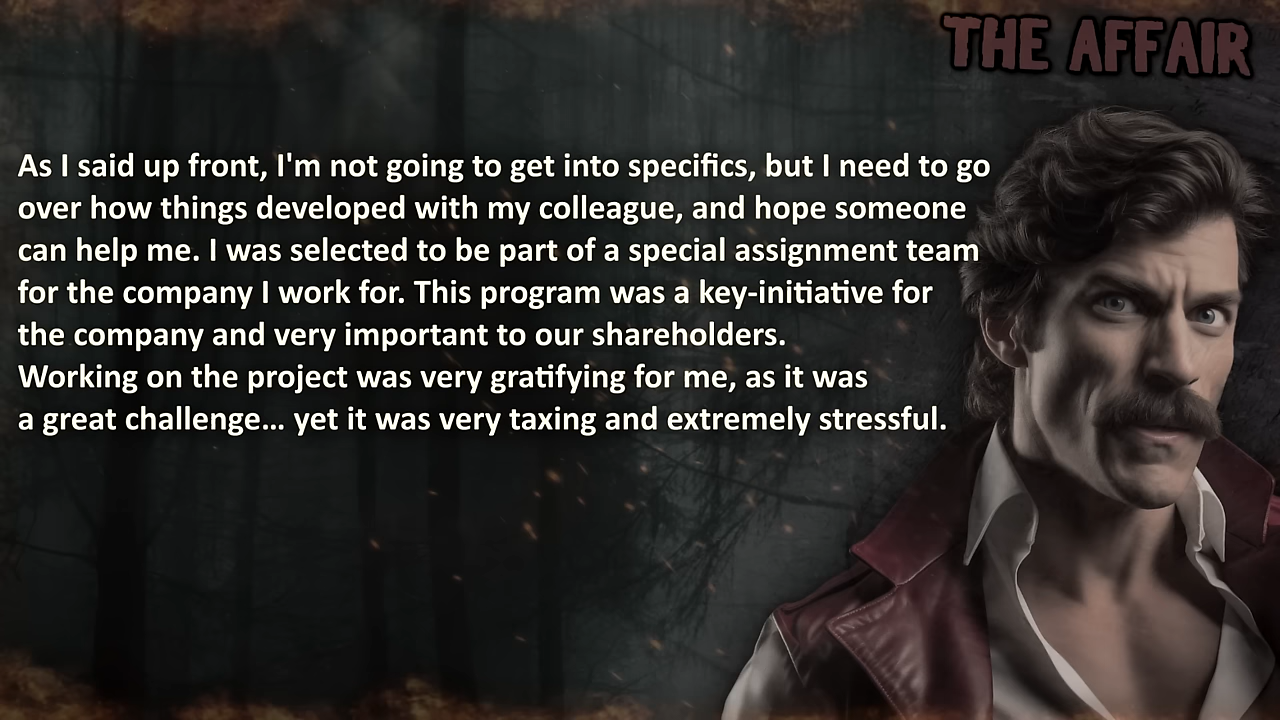 THE AFFAIR
As I said up front, I'm not going to get into specifics, but I need to go
over how things developed with my colleague, and hope someone
can help me. I was selected to be part of a special assignment team
for the company I work for. This program was a key-initiative for
the company and very important to our shareholders.
Working on the project was very gratifying for me, as it was
a great challenge... yet it was very taxing and extremely stressful.